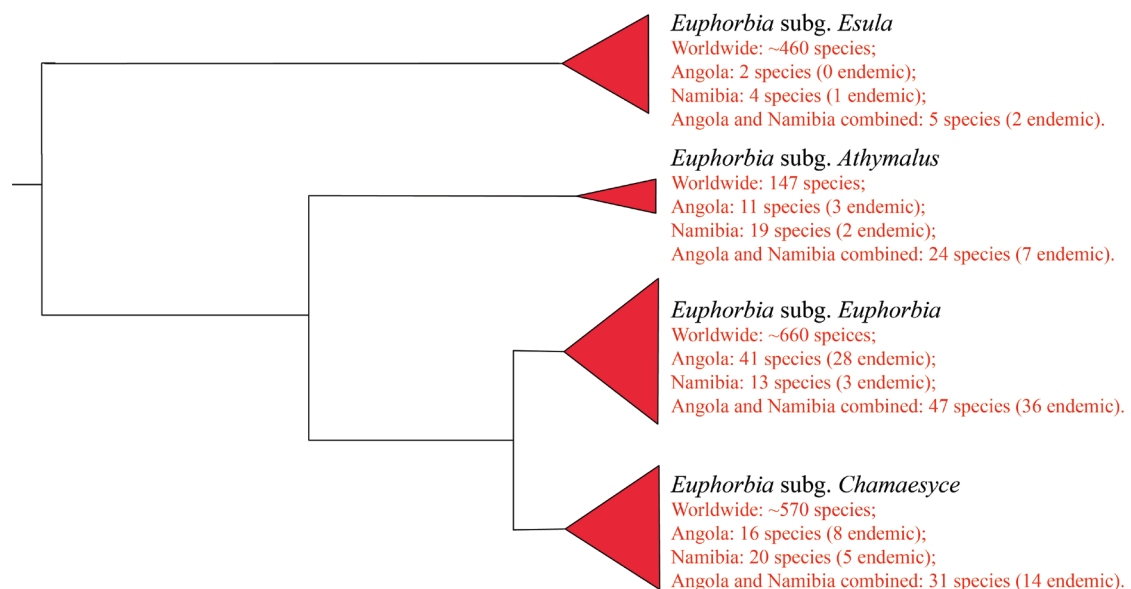 Euphorbia subg. Esula
Worldwide: ~460 species;
Angola: 2 species (0 endemic);
Namibia: 4 species (1 endemic);
Angola and Namibia combined: 5 species (2 endemic).
Euphorbia subg. Athymalus
Worldwide: 147 species;
Angola: 11 species (3 endemic);
Namibia: 19 species (2 endemic);
Angola and Namibia combined: 24 species (7 endemic).
Euphorbia subg. Euphorbia
Worldwide: ~660 speices;
Angola: 41 species (28 endemic);
Namibia: 13 species (3 endemic);
Angola and Namibia combined: 47 species (36 endemic).
Euphorbia subg. Chamaesyce
Worldwide: ~570 species;
Angola: 16 species (8 endemic);
Namibia: 20 species (5 endemic);
Angola and Namibia combined: 31 species (14 endemic).